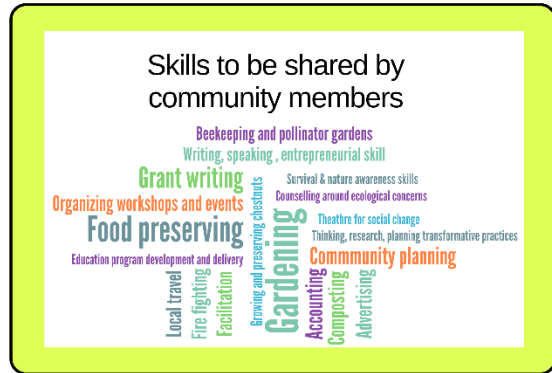 Skills to be shared by
community members
Beekeeping and pollinator gardens
Writing, speaking , entrepreneurial skill
Grant writing
Survival & nature awareness skills
Counselling around ecological concerns
Organizing workshops and events
Theathre for social change
Food preserving
Thinking, research, planning transformative practices
Education program development and delivery
Commmunity planning
Local travel
Fire fighting
Facilitation
Growing and preserving chestnuts
Gardening
Accounting
Composting
Advertising